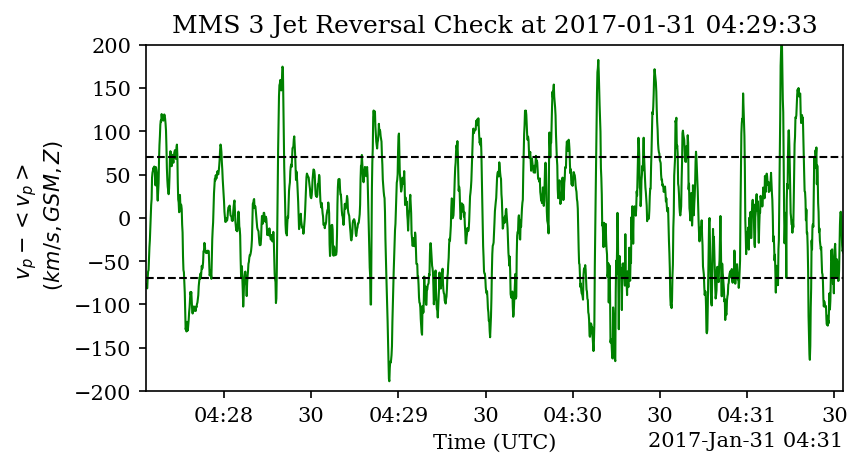 MMS 3 Jet Reversal Check at 2017-01-31 04:29:33
v_p − < v_p >
(km/s, GSM, Z)
200
150
100
50
0
−50
−100
−150
−200
04:28 30 04:29 30 04:30 30 04:31 30
Time (UTC)
2017-Jan-31 04:31